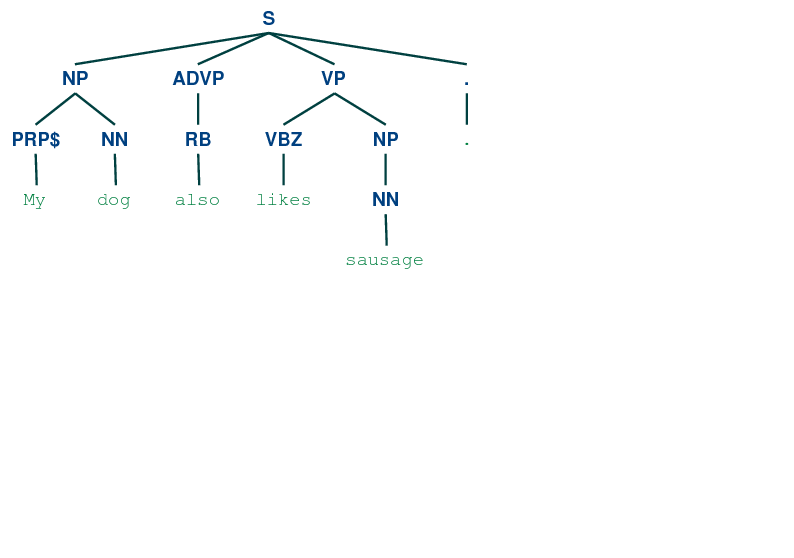 S
NP ADVP VP .
PRP$ NN RB VBZ NP .
My dog also likes NN
sausage